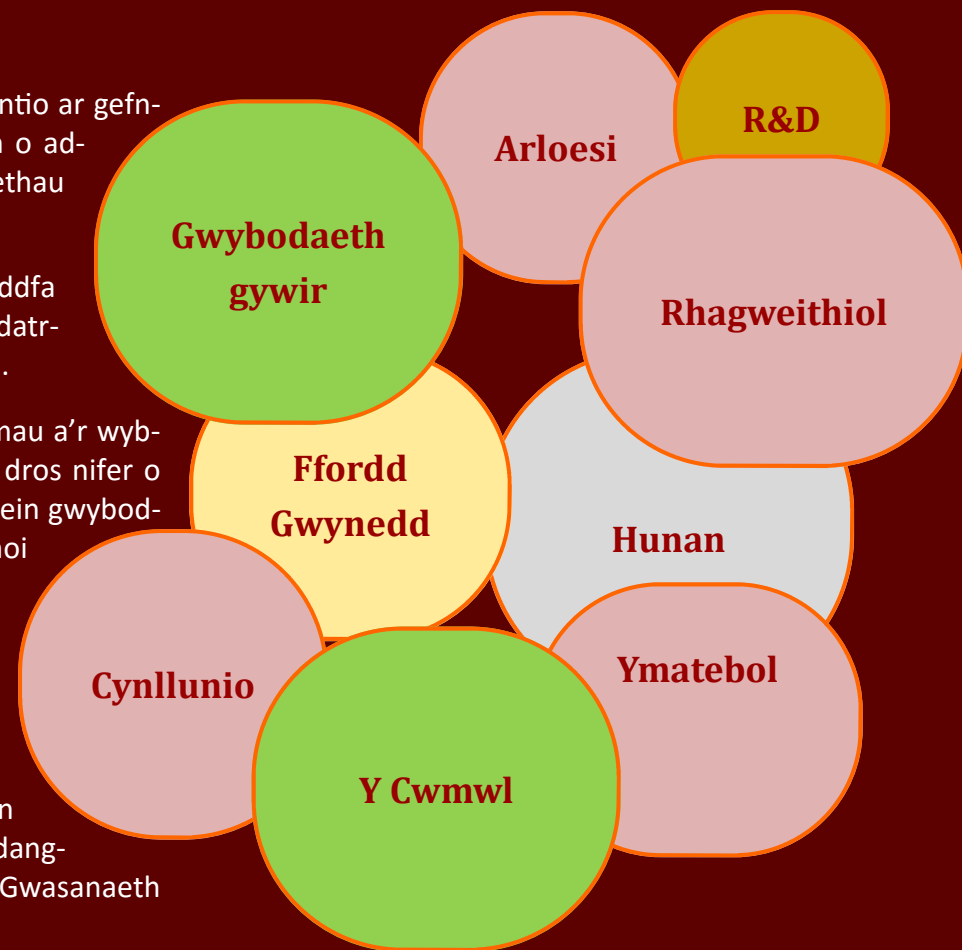 ntio ar gefn-
o ad-
ethau
ddfa
datr-
.
mau a'r wyb-
dros nifer o
ein gwybod-
oi
n
dang-
Gwasanaeth
Arloesi
R&D
Gwybodaeth
gywir
Rhagweithiol
Ffordd
Gwynedd
Hunan
Cynllunio
Ymatebol
Y Cwmwl